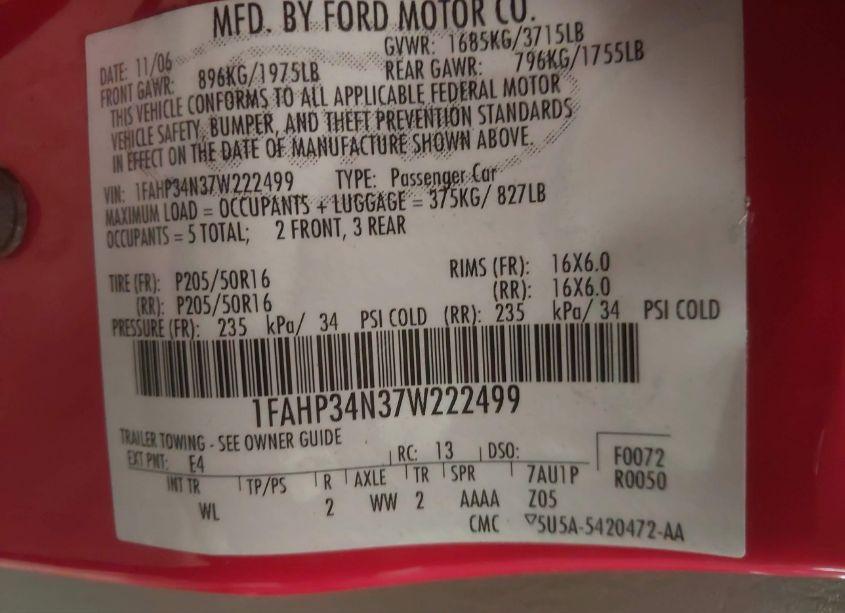 MFD. BY FORD MOTOR CO.
DATE: 11/06 GVWR: 1685KG/3715LB
FRONT GAWR: 896KG/1975LB REAR GAWR: 796KG/1755LB
THIS VEHICLE CONFORMS TO ALL APPLICABLE FEDERAL MOTOR
VEHICLE SAFETY, BUMPER, AND THEFT PREVENTION STANDARDS
IN EFFECT ON THE DATE OF MANUFACTURE SHOWN ABOVE.
VIN: 1FAHP34N37W222499 TYPE: Passenger Car
MAXIMUM LOAD = OCCUPANTS + LUGGAGE = 375KG/ 827LB
OCCUPANTS = 5 TOTAL; 2 FRONT, 3 REAR
TIRE (FR): P205/50R16 RIMS (FR): 16X6.0
(RR): P205/50R16 (RR): 16X6.0
PRESSURE (FR): 235 kPa/ 34 PSI COLD (RR): 235 kPa/ 34 PSI COLD
1FAHP34N37W222499
TRAILER TOWING - SEE OWNER GUIDE
EXT PNT: E4 RC: 13 DSO: F0072
INT TR TP/PS R AXLE TR SPR 7AU1P R0050
WL 2 WW 2 AAAA Z05
CMC ▽5U5A-5420472-AA